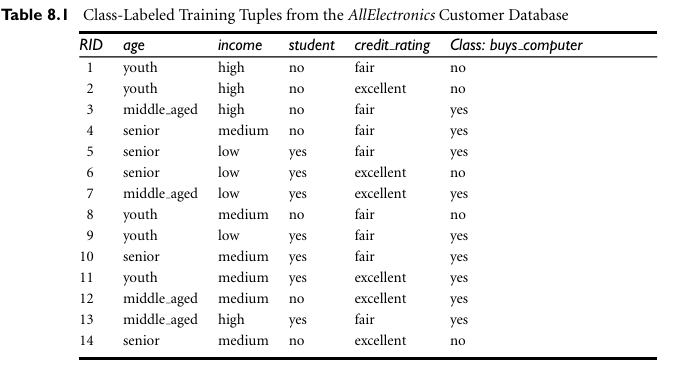 Table 8.1 Class-Labeled Training Tuples from the AllElectronics Customer Database
RID age income student credit_rating Class: buys_computer
1 youth high no fair no
2 youth high no excellent no
3 middle_aged high no fair yes
4 senior medium no fair yes
5 senior low yes fair yes
6 senior low yes excellent no
7 middle_aged low yes excellent yes
8 youth medium no fair no
9 youth low yes fair yes
10 senior medium yes fair yes
11 youth medium yes excellent yes
12 middle_aged medium no excellent yes
13 middle_aged high yes fair yes
14 senior medium no excellent no